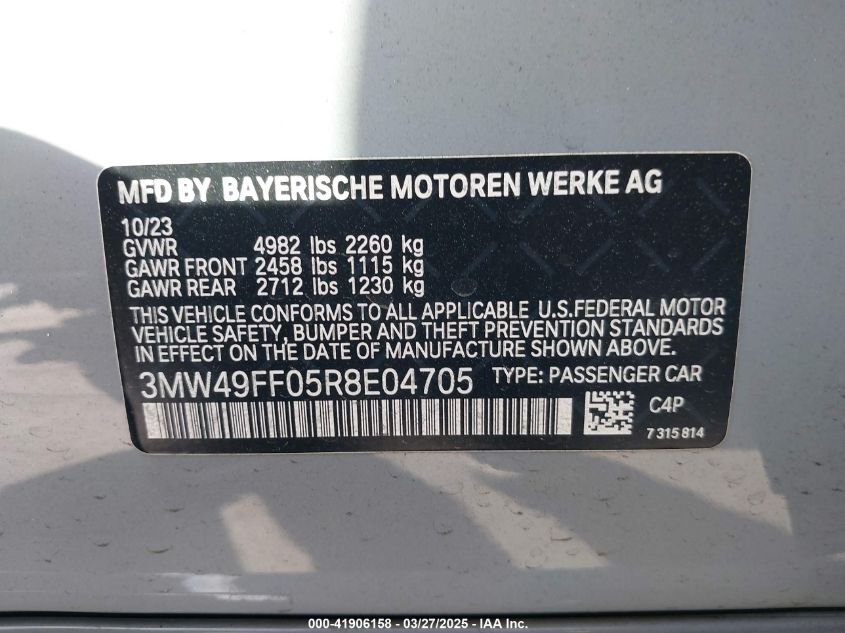 MFD BY BAYERISCHE MOTOREN WERKE AG
10/23
GVWR 4982 lbs 2260 kg
GAWR FRONT 2458 lbs 1115 kg
GAWR REAR 2712 lbs 1230 kg
THIS VEHICLE CONFORMS TO ALL APPLICABLE U.S.FEDERAL MOTOR
VEHICLE SAFETY, BUMPER AND THEFT PREVENTION STANDARDS
IN EFFECT ON THE DATE OF MANUFACTURE SHOWN ABOVE.
3MW49FF05R8E04705 TYPE: PASSENGER CAR
C4P
7315814
000-41906158 - 03/27/2025 - IAA Inc.